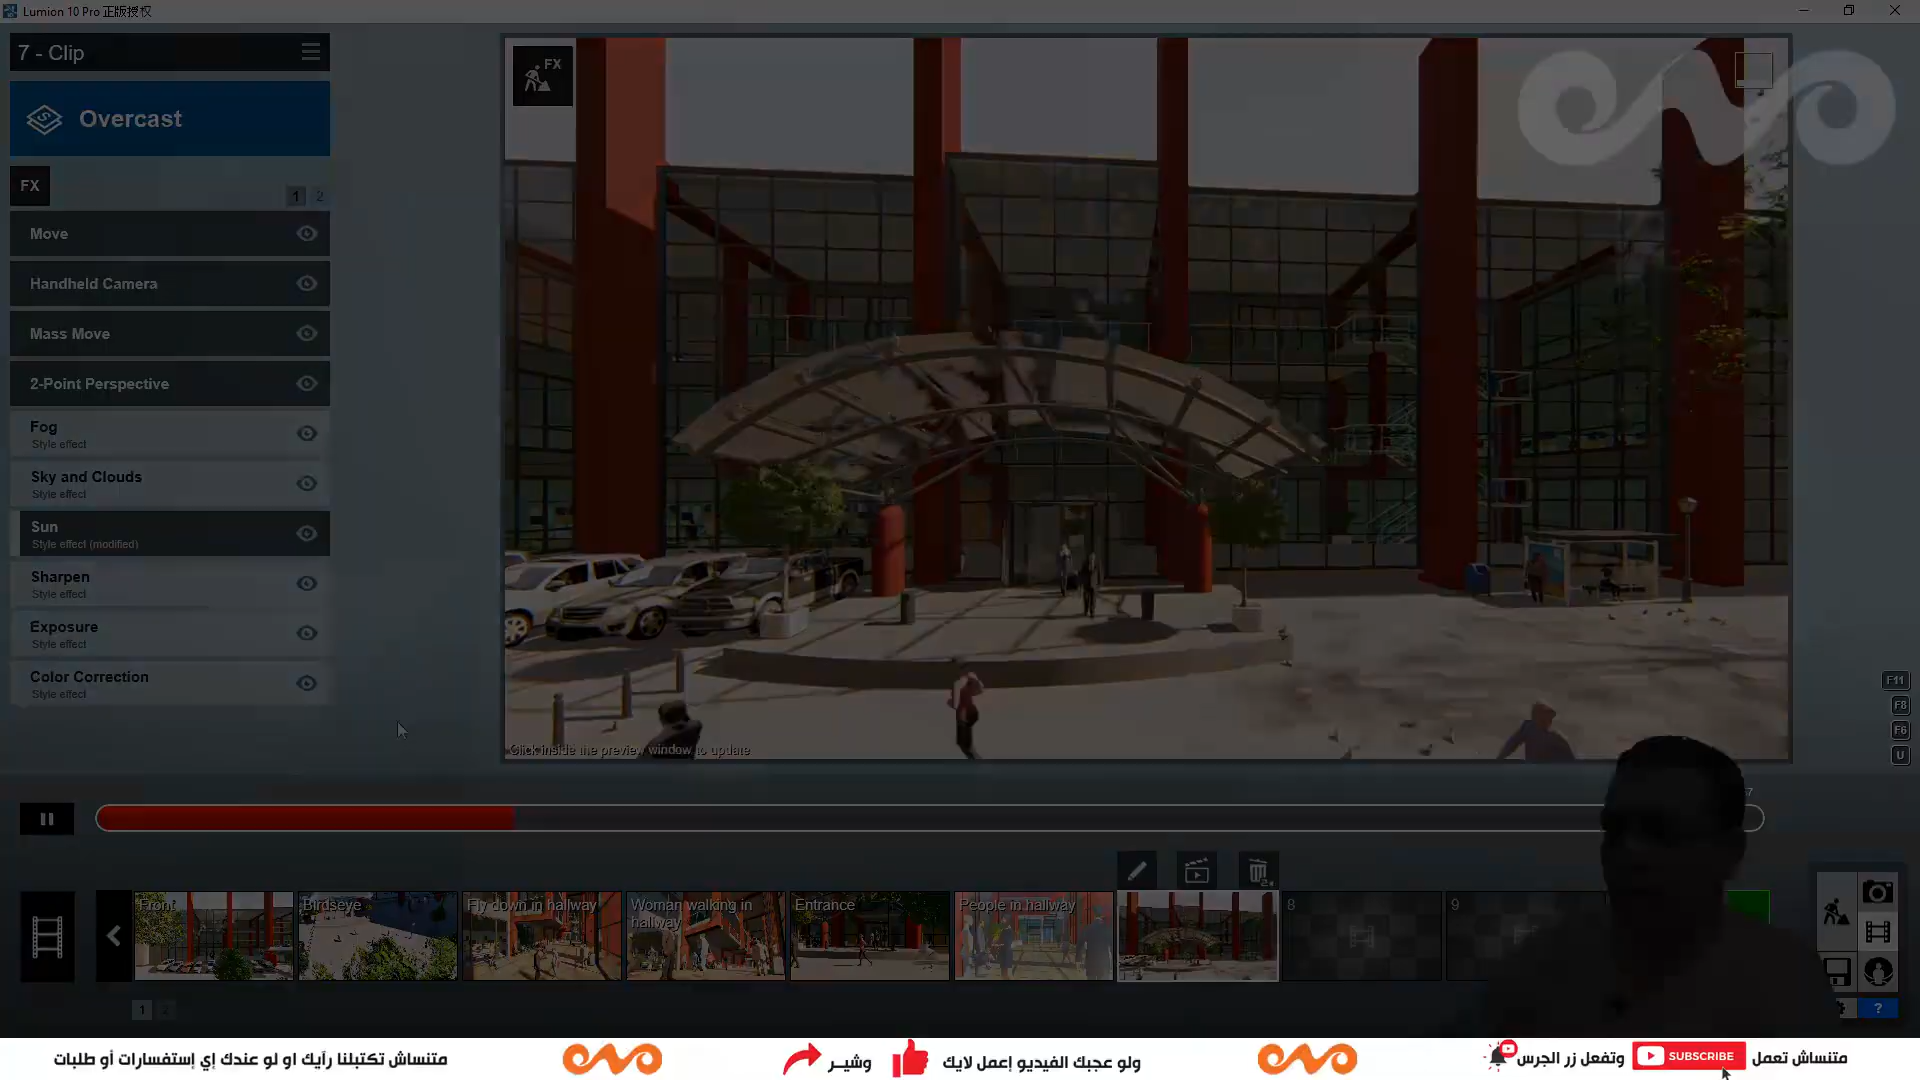 Lumion 10 Pro 正版授权
7 - Clip
FX
Overcast
FX
1 2
Move
Handheld Camera
Mass Move
2-Point Perspective
Fog
Style effect
Sky and Clouds
Style effect
Sun
Style effect (modified)
Sharpen
Style effect
Exposure
Style effect
Color Correction
Style effect
Click inside the preview window to update
F11
F8
F6
U
Front
Birdseye
Fly down in hallway
Woman walking in
hallway
Entrance
People in hallway
8
9
1 2
?
متنساش تعمل SUBSCRIBE وتفعل زر الجرس
ولو عجبك الفيديو إعمل لايك وشير
متنساش تكتبلنا رأيك او لو عندك إي إستفسارات أو طلبات